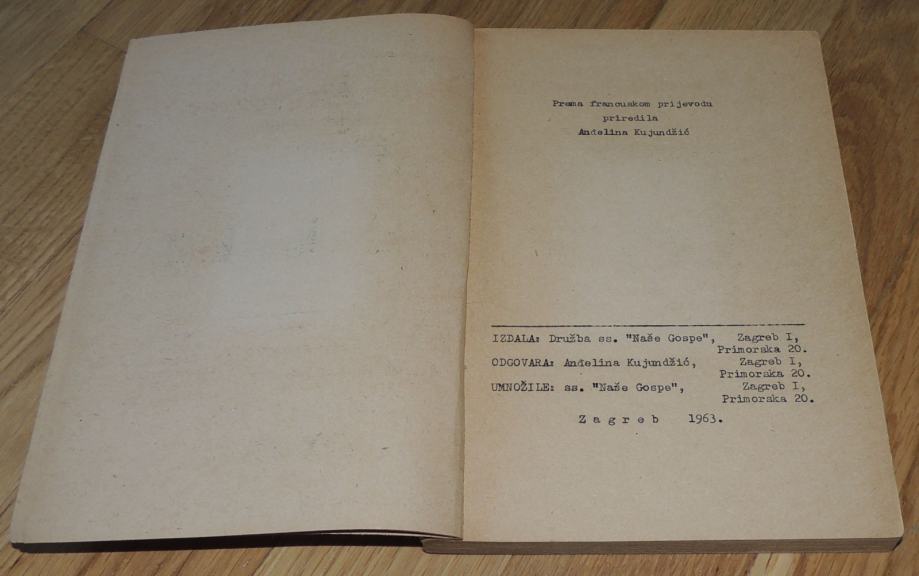 Prema francuskom prijevodu
priredila
Anđelina Kujundžić
IZDALA: Družba ss. "Naše Gospe", Zagreb I,
Primorska 20.
ODGOVARA: Anđelina Kujundžić, Zagreb I,
Primorska 20.
UMNOŽILE: ss. "Naše Gospe", Zagreb I,
Primorska 20.
Z a g r e b 1963.